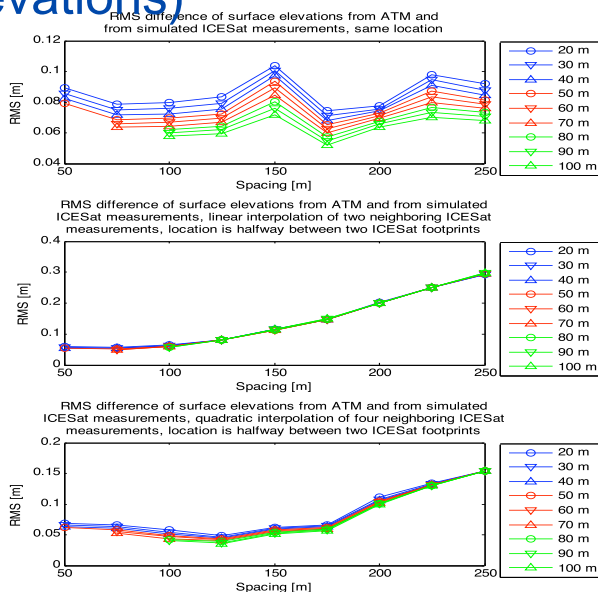 evations)
RMS difference of surface elevations from ATM and
from simulated ICESat measurements, same location
0.12
0.1
0.08
0.06
0.04
RMS [m]
50 100 150 200 250
Spacing [m]
20 m
30 m
40 m
50 m
60 m
70 m
80 m
90 m
100 m
RMS difference of surface elevations from ATM and from simulated
ICESat measurements, linear interpolation of two neighboring ICESat
measurements, location is halfway between two ICESat footprints
0.4
0.3
0.2
0.1
0
RMS [m]
50 100 150 200 250
Spacing [m]
20 m
30 m
40 m
50 m
60 m
70 m
80 m
90 m
100 m
RMS difference of surface elevations from ATM and from simulated
ICESat measurements, quadratic interpolation of four neighboring ICESat
measurements, location is halfway between two ICESat footprints
0.2
0.15
0.1
0.05
0
RMS [m]
50 100 150 200 250
Spacing [m]
20 m
30 m
40 m
50 m
60 m
70 m
80 m
90 m
100 m